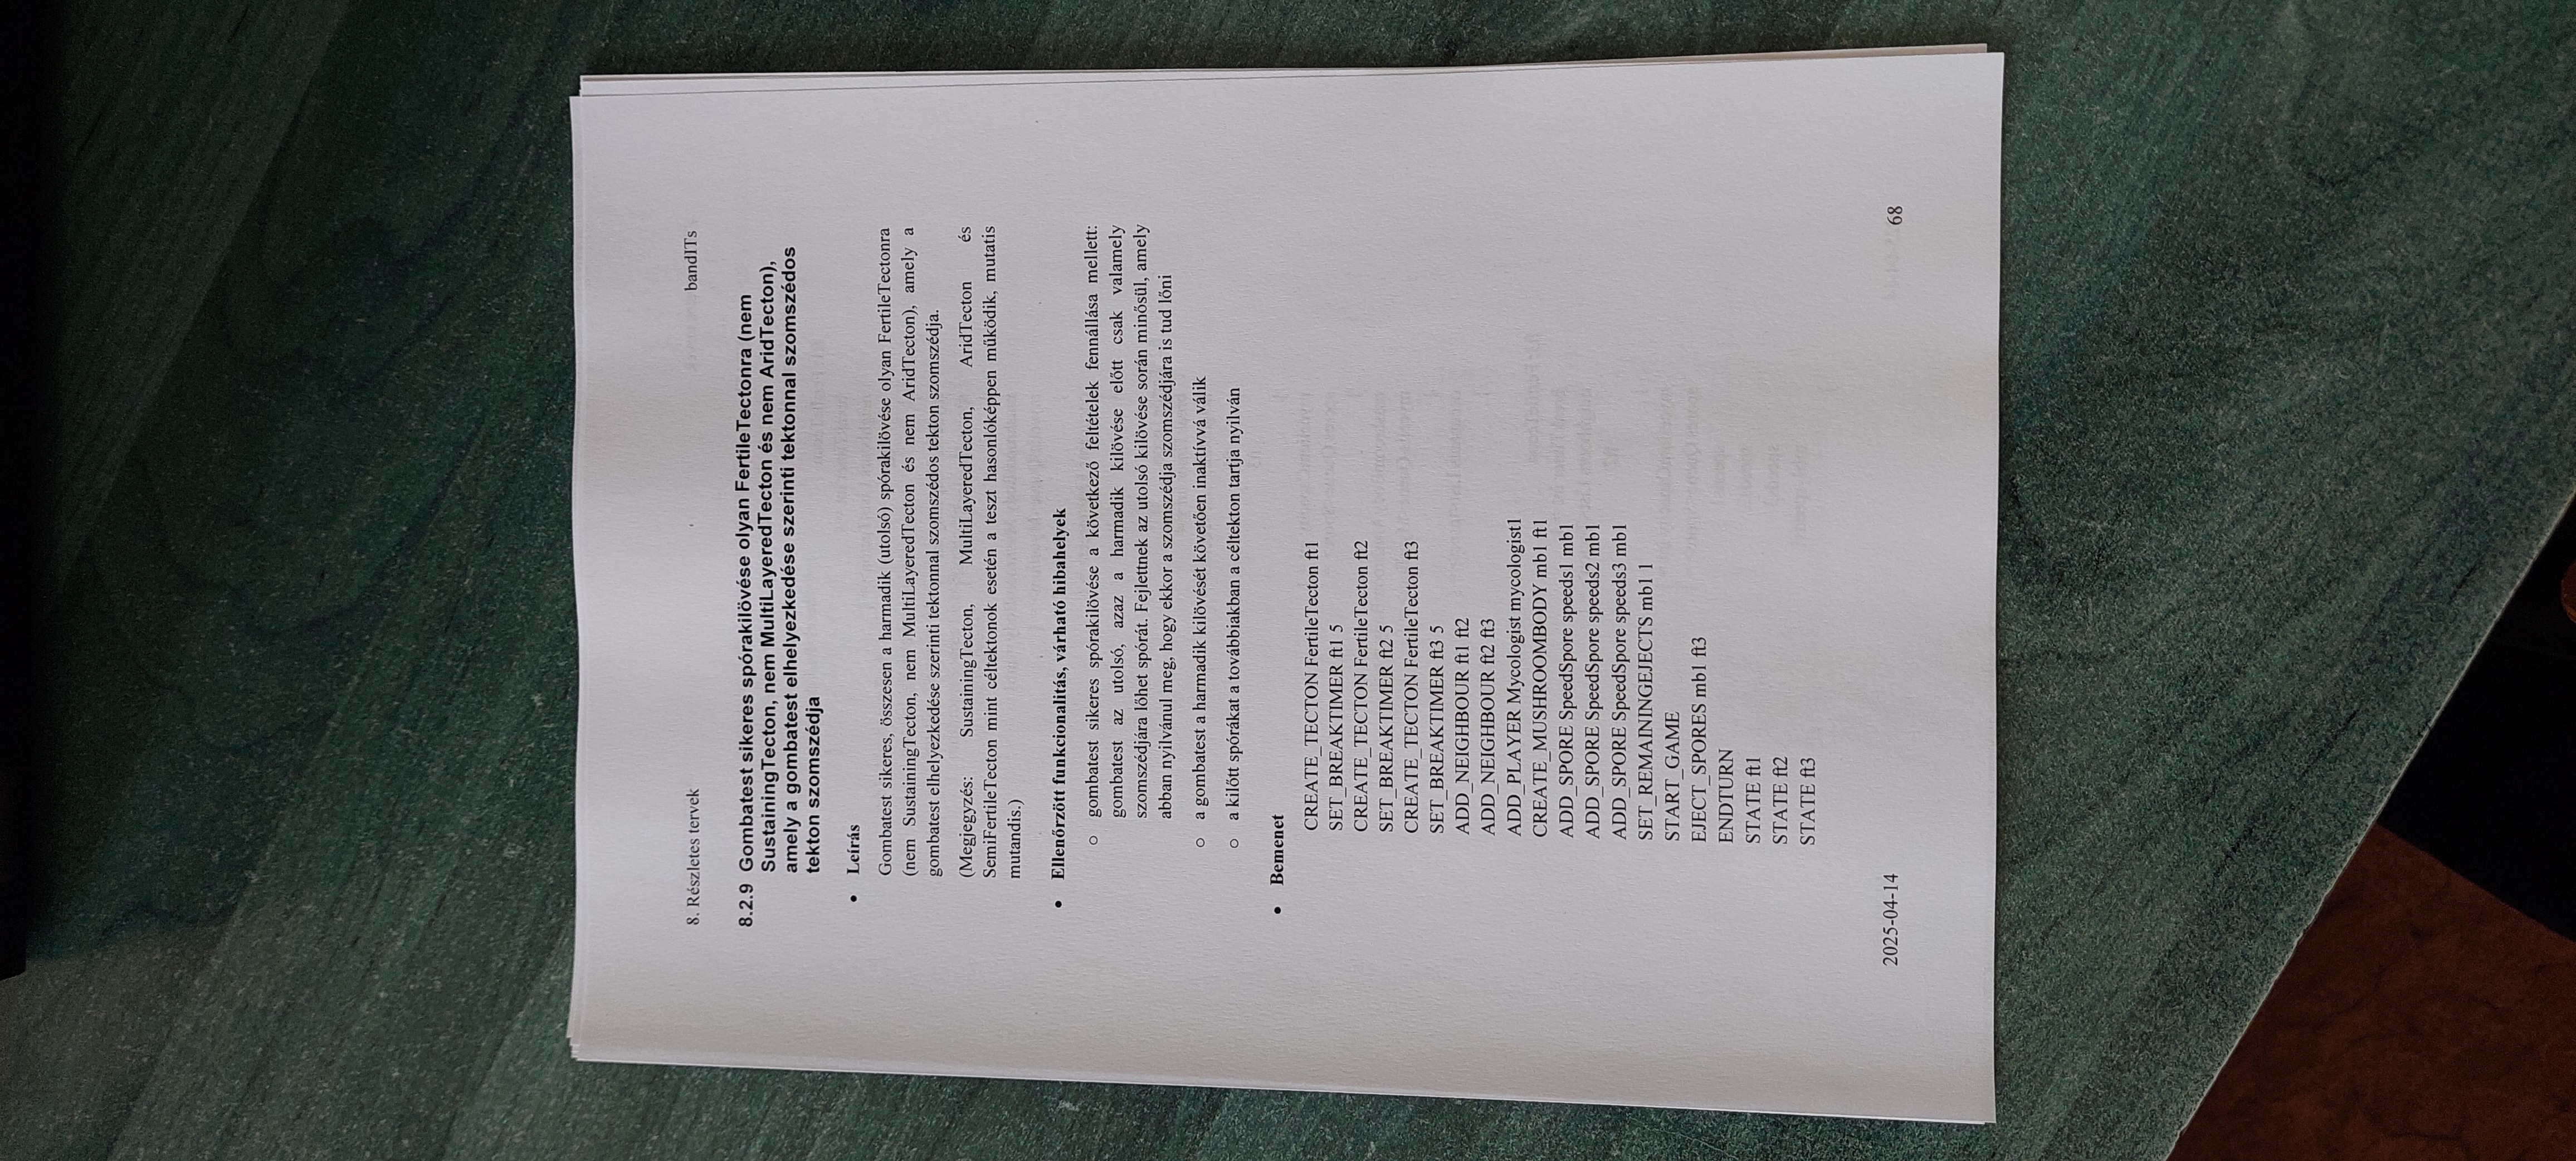 8. Részletes tervek bandITs
8.2.9 Gombatest sikeres spórakilövése olyan FertileTectonra (nem
SustainingTecton, nem MultiLayeredTecton és nem AridTecton),
amely a gombatest elhelyezkedése szerinti tektonnal szomszédos
tekton szomszédja
• Leírás
Gombatest sikeres, összesen a harmadik (utolsó) spórakilövése olyan FertileTectonra
(nem SustainingTecton, nem MultiLayeredTecton és nem AridTecton), amely a
gombatest elhelyezkedése szerinti tektonnal szomszédos tekton szomszédja.
(Megjegyzés: SustainingTecton, MultiLayeredTecton, AridTecton és
SemiFertileTecton mint céltektonok esetén a teszt hasonlóképpen működik, mutatis
mutandis.)
• Ellenőrzött funkcionalitás, várható hibahelyek
o gombatest sikeres spórakilövése a következő feltételek fennállása mellett:
gombatest az utolsó, azaz a harmadik kilövése előtt csak valamely
szomszédjára lőhet spórát. Fejlettnek az utolsó kilövése során minősül, amely
abban nyilvánul meg, hogy ekkor a szomszédja szomszédjára is tud lőni
o a gombatest a harmadik kilövését követően inaktívvá válik
o a kilőtt spórákat a továbbiakban a céltekton tartja nyilván
• Bemenet
CREATE_TECTON FertileTecton ft1
SET_BREAKTIMER ft1 5
CREATE_TECTON FertileTecton ft2
SET_BREAKTIMER ft2 5
CREATE_TECTON FertileTecton ft3
SET_BREAKTIMER ft3 5
ADD_NEIGHBOUR ft1 ft2
ADD_NEIGHBOUR ft2 ft3
ADD_PLAYER Mycologist mycologist1
CREATE_MUSHROOMBODY mb1 ft1
ADD_SPORE SpeedSpore speeds1 mb1
ADD_SPORE SpeedSpore speeds2 mb1
ADD_SPORE SpeedSpore speeds3 mb1
SET_REMAININGEJECTS mb1 1
START_GAME
EJECT_SPORES mb1 ft3
ENDTURN
STATE ft1
STATE ft2
STATE ft3
2025-04-14 68